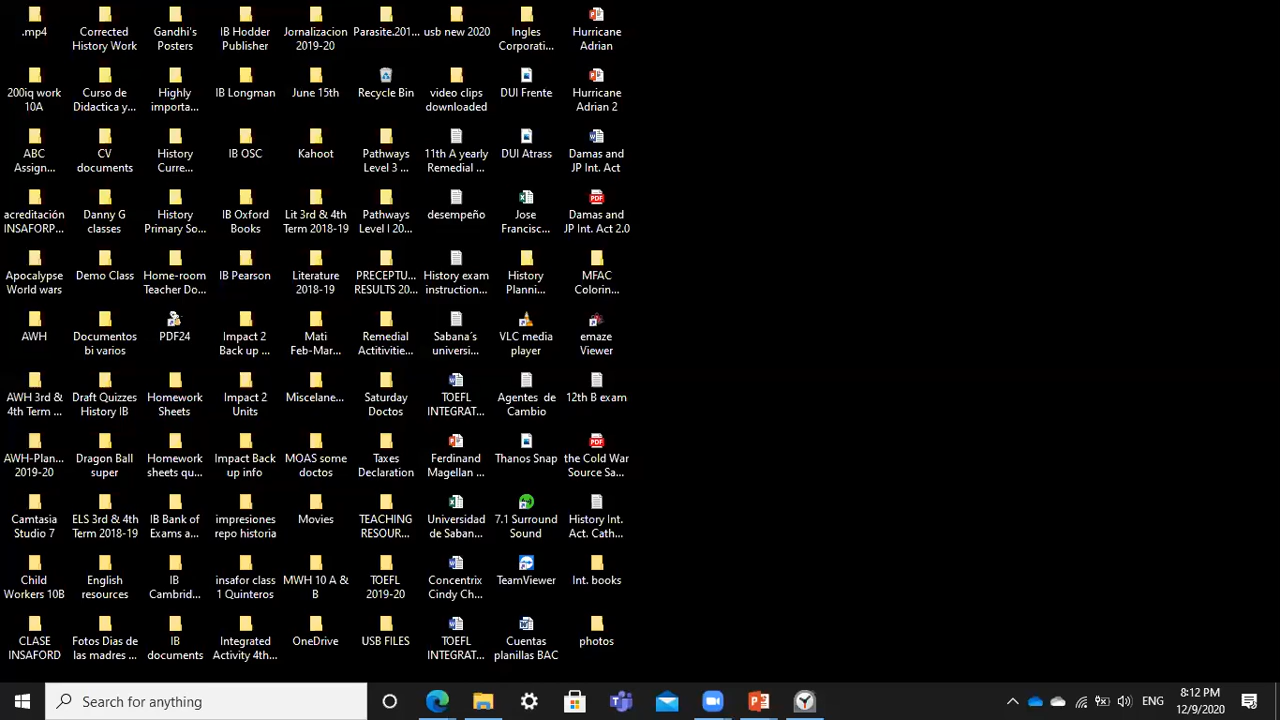 .mp4
Corrected
History Work
Gandhi's
Posters
IB Hodder
Publisher
Jornalizacion
2019-20
Parasite.201...
usb new 2020
Ingles
Corporati...
Hurricane
Adrian
200iq work
10A
Curso de
Didactica y...
Highly
importa...
IB Longman
June 15th
Recycle Bin
video clips
downloaded
DUI Frente
Hurricane
Adrian 2
ABC
Assign...
CV
documents
History
Curre...
IB OSC
Kahoot
Pathways
Level 3 ...
11th A yearly
Remedial ...
DUI Atrass
Damas and
JP Int. Act
acreditación
INSAFORP...
Danny G
classes
History
Primary So...
IB Oxford
Books
Lit 3rd & 4th
Term 2018-19
Pathways
Level I 20...
desempeño
Jose
Francisc...
Damas and
JP Int. Act 2.0
Apocalypse
World wars
Demo Class
Home-room
Teacher Do...
IB Pearson
Literature
2018-19
PRECEPTU...
RESULTS 20...
History exam
instruction...
History
Planni...
MFAC
Colorin...
AWH
Documentos
bi varios
PDF24
Impact 2
Back up ...
Mati
Feb-Mar...
Remedial
Actitivitie...
Sabana´s
universi...
VLC media
player
emaze
Viewer
AWH 3rd &
4th Term ...
Draft Quizzes
History IB
Homework
Sheets
Impact 2
Units
Miscelane...
Saturday
Doctos
TOEFL
INTEGRAT...
Agentes de
Cambio
12th B exam
AWH-Plan...
2019-20
Dragon Ball
super
Homework
sheets qu...
Impact Back
up info
MOAS some
doctos
Taxes
Declaration
Ferdinand
Magellan ...
Thanos Snap
the Cold War
Source Sa...
Camtasia
Studio 7
ELS 3rd & 4th
Term 2018-19
IB Bank of
Exams a...
impresiones
repo historia
Movies
TEACHING
RESOUR...
Universidad
de Saban...
7.1 Surround
Sound
History Int.
Act. Cath...
Child
Workers 10B
English
resources
IB
Cambrid...
insafor class
1 Quinteros
MWH 10 A &
B
TOEFL
2019-20
Concentrix
Cindy Ch...
TeamViewer
Int. books
CLASE
INSAFORD
Fotos Dias de
las madres ...
IB
documents
Integrated
Activity 4th...
OneDrive
USB FILES
TOEFL
INTEGRAT...
Cuentas
planillas BAC
photos
Search for anything
ENG
8:12 PM
12/9/2020